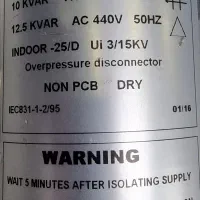 10 KVAR
12.5 KVAR AC 440V 50HZ
INDOOR -25/D Ui 3/15KV
Overpressure disconnector
NON PCB DRY
IEC831-1-2/95 01/16
WARNING
WAIT 5 MINUTES AFTER ISOLATING SUPPLY